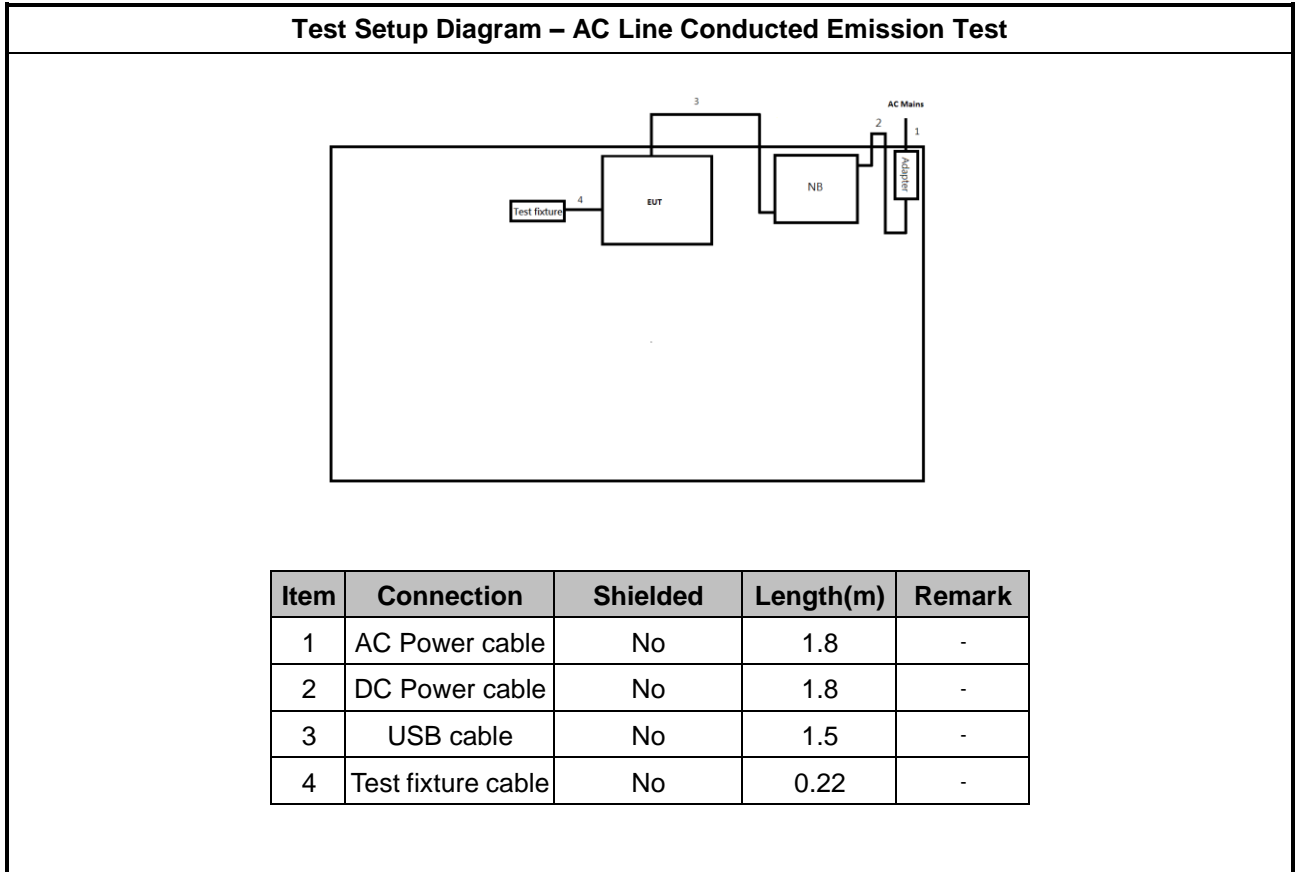 Test Setup Diagram – AC Line Conducted Emission Test
3
AC Mains
2
1
Adapter
NB
EUT
4
Test fixture
Item Connection Shielded Length(m) Remark
1 AC Power cable No 1.8 -
2 DC Power cable No 1.8 -
3 USB cable No 1.5 -
4 Test fixture cable No 0.22 -